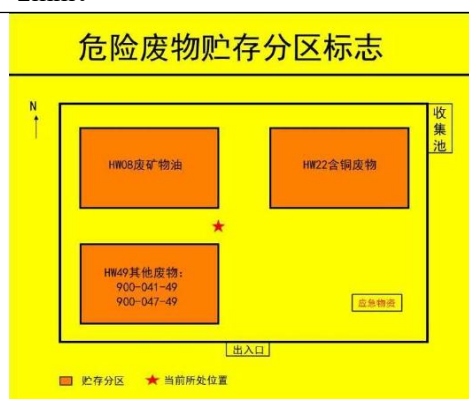 危险废物贮存分区标志
N
收集池
HW08废矿物油
HW22含铜废物
HW49其他废物:
900-041-49
900-047-49
应急物资
出入口
贮存分区
当前所处位置